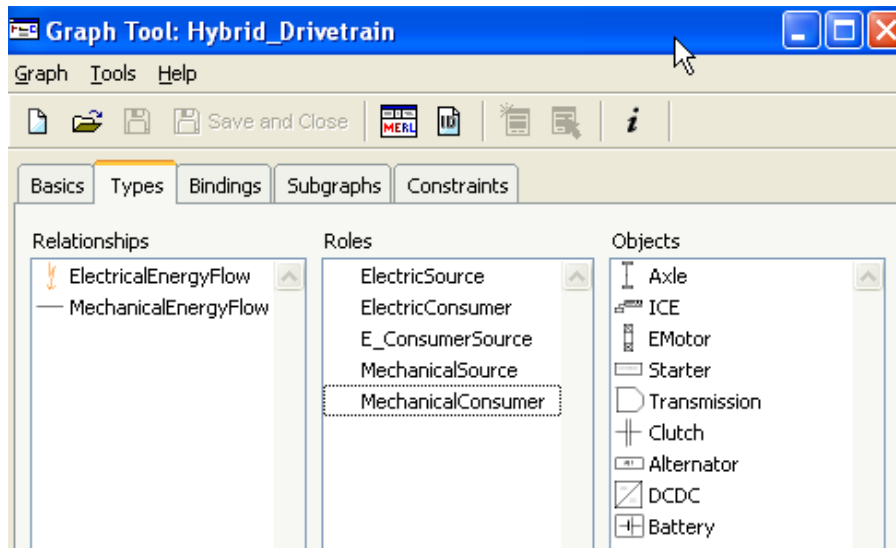 Graph Tool: Hybrid_Drivetrain
Graph Tools Help
Save and Close MERL ID i
Basics Types Bindings Subgraphs Constraints
Relationships Roles Objects
ElectricalEnergyFlow ElectricSource Axle
MechanicalEnergyFlow ElectricConsumer ICE
E_ConsumerSource EMotor
MechanicalSource Starter
MechanicalConsumer Transmission
Clutch
Alternator
DCDC
Battery